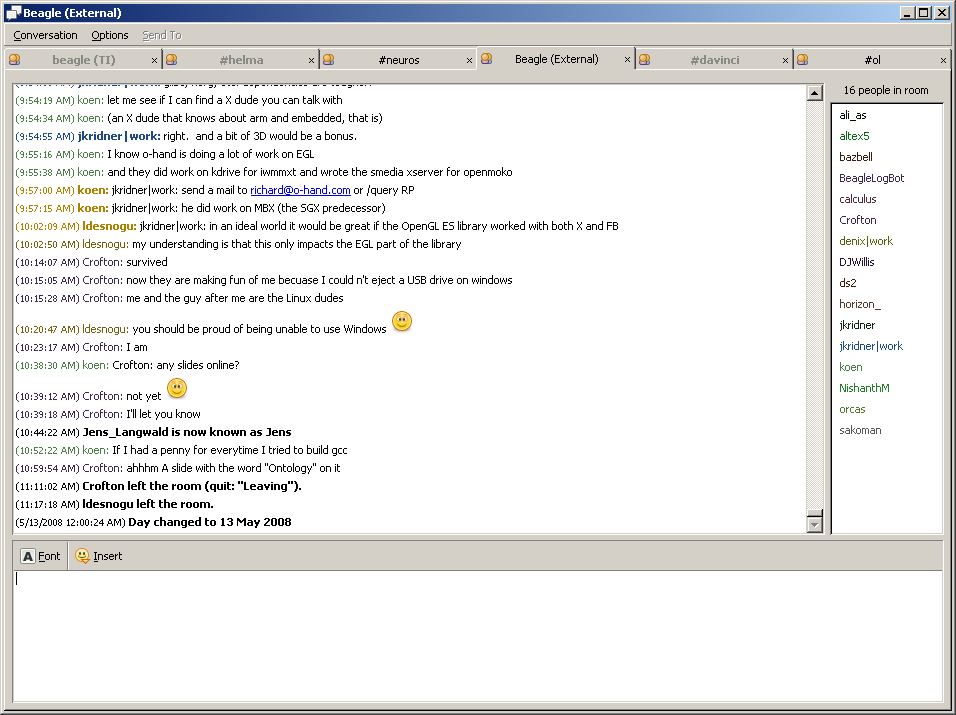 Beagle (External)
Conversation Options Send To
beagle (TI) #helma #neuros Beagle (External) #davinci #ol
(9:54:19 AM) koen: let me see if I can find a X dude you can talk with
(9:54:34 AM) koen: (an X dude that knows about arm and embedded, that is)
(9:54:55 AM) jkridner|work: right. and a bit of 3D would be a bonus.
(9:55:16 AM) koen: I know o-hand is doing a lot of work on EGL
(9:55:38 AM) koen: and they did work on kdrive for iwmmxt and wrote the smedia xserver for openmoko
(9:57:00 AM) koen: jkridner|work: send a mail to richard@o-hand.com or /query RP
(9:57:15 AM) koen: jkridner|work: he did work on MBX (the SGX predecessor)
(10:02:09 AM) ldesnogu: jkridner|work: in an ideal world it would be great if the OpenGL ES library worked with both X and FB
(10:02:50 AM) ldesnogu: my understanding is that this only impacts the EGL part of the library
(10:14:07 AM) Crofton: survived
(10:15:05 AM) Crofton: now they are making fun of me becuase I could n't eject a USB drive on windows
(10:15:28 AM) Crofton: me and the guy after me are the Linux dudes
(10:20:47 AM) ldesnogu: you should be proud of being unable to use Windows
(10:23:17 AM) Crofton: I am
(10:38:30 AM) koen: Crofton: any slides online?
(10:39:12 AM) Crofton: not yet
(10:39:18 AM) Crofton: I'll let you know
(10:44:22 AM) Jens_Langwald is now known as Jens
(10:52:22 AM) koen: If I had a penny for everytime I tried to build gcc
(10:59:54 AM) Crofton: ahhhm A slide with the word "Ontology" on it
(11:11:02 AM) Crofton left the room (quit: "Leaving").
(11:17:18 AM) ldesnogu left the room.
(5/13/2008 12:00:24 AM) Day changed to 13 May 2008
16 people in room
ali_as
altex5
bazbell
BeagleLogBot
calculus
Crofton
denix|work
DJWillis
ds2
horizon_
jkridner
jkridner|work
koen
NishanthM
orcas
sakoman
A Font Insert